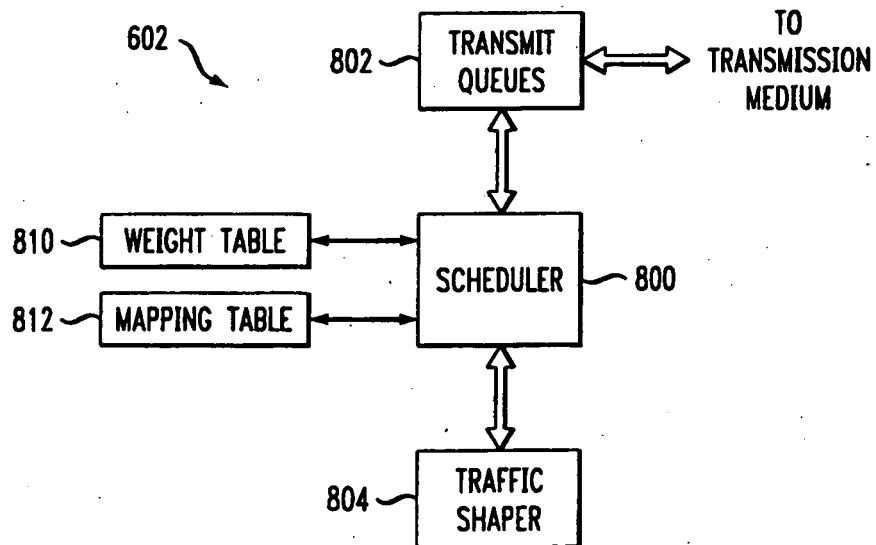 602
802
TRANSMIT
QUEUES
TO
TRANSMISSION
MEDIUM
810
WEIGHT TABLE
812
MAPPING TABLE
SCHEDULER
800
804
TRAFFIC
SHAPER